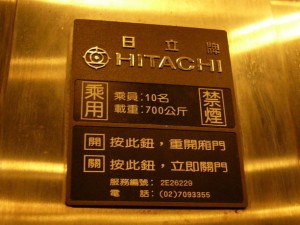 日立牌
HITACHI
乘用
乘員:10名
載重:700公斤
禁煙
開 按此鈕,重開廂門
關 按此鈕,立即關門
服務編號: 2E26229
電話:(02)7093355